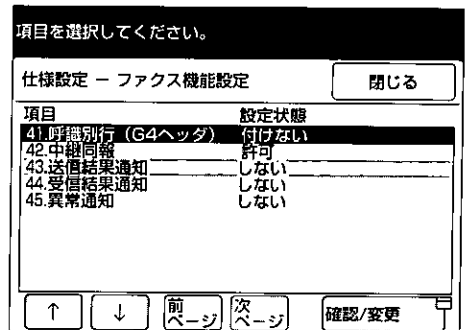 項目を選択してください。
仕様設定 － ファクス機能設定 閉じる
項目 設定状態
41.呼識別行（G4ヘッダ） 付けない
42.中継同報 許可
43.送信結果通知 しない
44.受信結果通知 しない
45.異常通知 しない
↑ ↓ 前ページ 次ページ 確認/変更